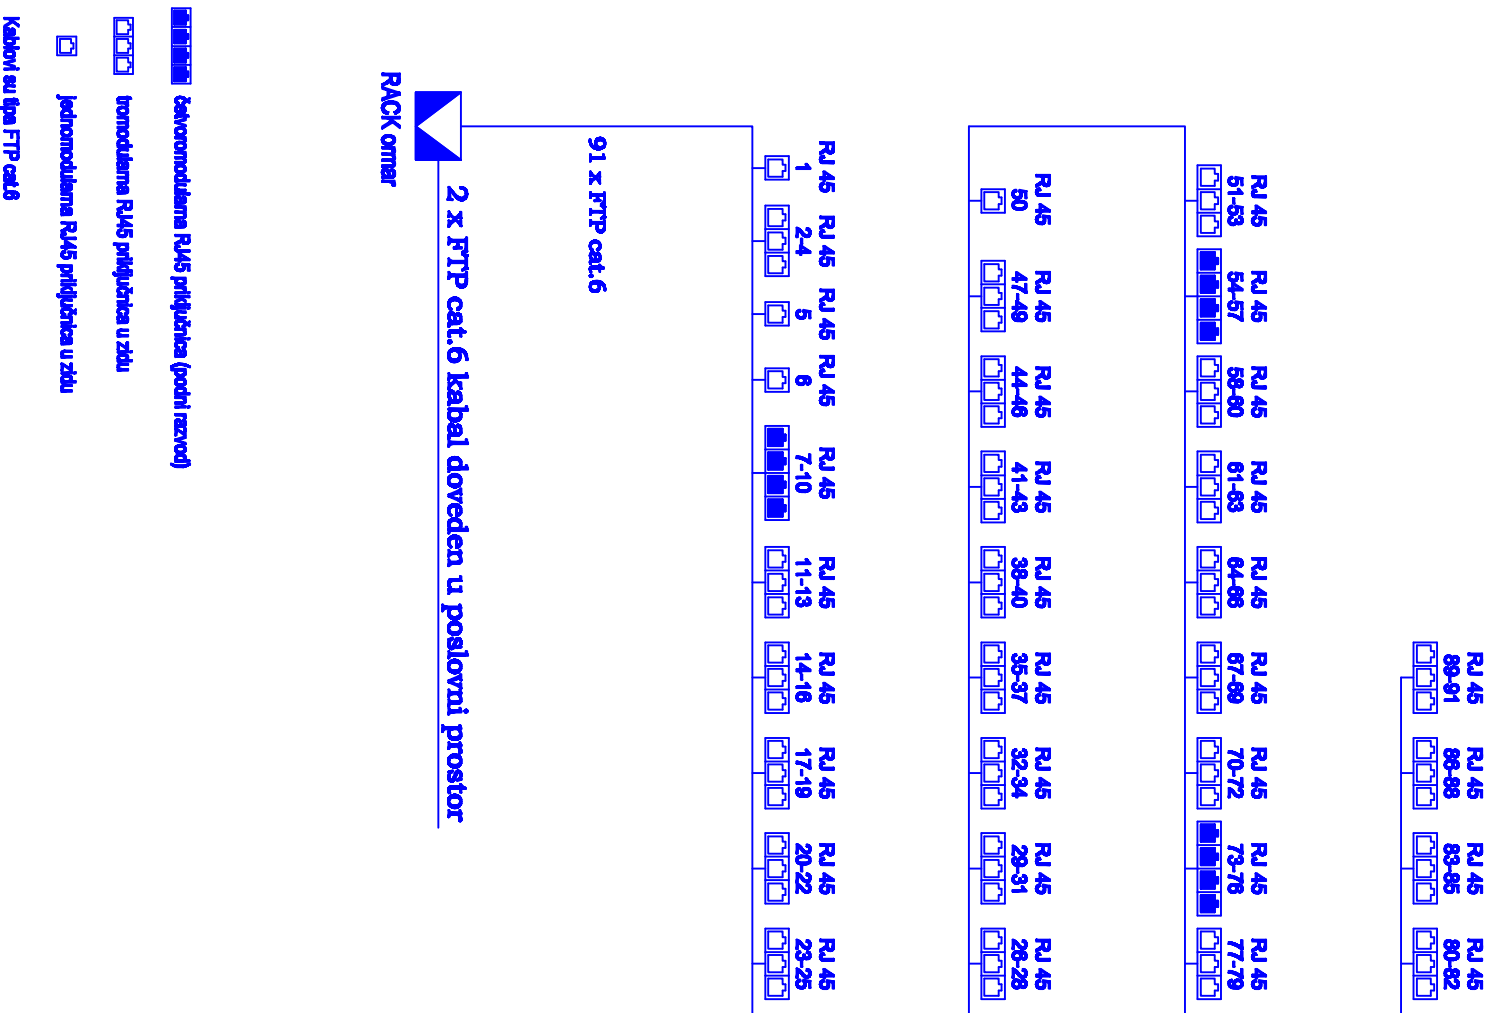 RJ 45
89-91
RJ 45
86-88
RJ 45
83-85
RJ 45
80-82
RJ 45
51-53
RJ 45
54-57
RJ 45
58-60
RJ 45
61-63
RJ 45
64-66
RJ 45
67-69
RJ 45
70-72
RJ 45
73-76
RJ 45
77-79
RJ 45
50
RJ 45
47-49
RJ 45
44-46
RJ 45
41-43
RJ 45
38-40
RJ 45
35-37
RJ 45
32-34
RJ 45
29-31
RJ 45
26-28
RJ 45
1
RJ 45
2-4
RJ 45
5
RJ 45
6
RJ 45
7-10
RJ 45
11-13
RJ 45
14-16
RJ 45
17-19
RJ 45
20-22
RJ 45
23-25
91 x FTP cat.6
2 x FTP cat.6 kabal doveden u poslovni prostor
RACK ormar
četvoromodularna RJ45 priključnica (podni razvod)
tromodularna RJ45 priključnica u zidu
jednomodularna RJ45 priključnica u zidu
Kablovi su tipa FTP cat.6